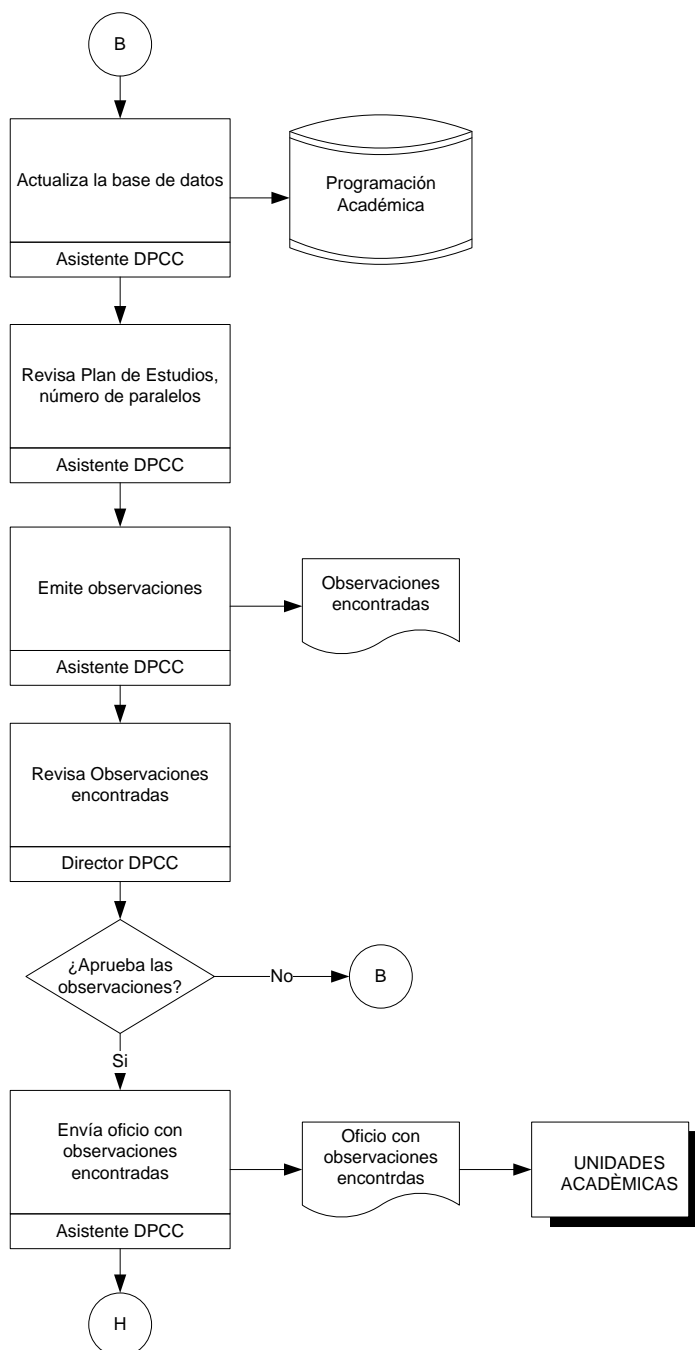 B
Actualiza la base de datos
Asistente DPCC
Programación
Académica
Revisa Plan de Estudios,
número de paralelos
Asistente DPCC
Emite observaciones
Asistente DPCC
Observaciones
encontradas
Revisa Observaciones
encontradas
Director DPCC
¿Aprueba las
observaciones?
No
B
Si
Envía oficio con
observaciones
encontradas
Asistente DPCC
Oficio con
observaciones
encontrdas
UNIDADES
ACADÈMICAS
H